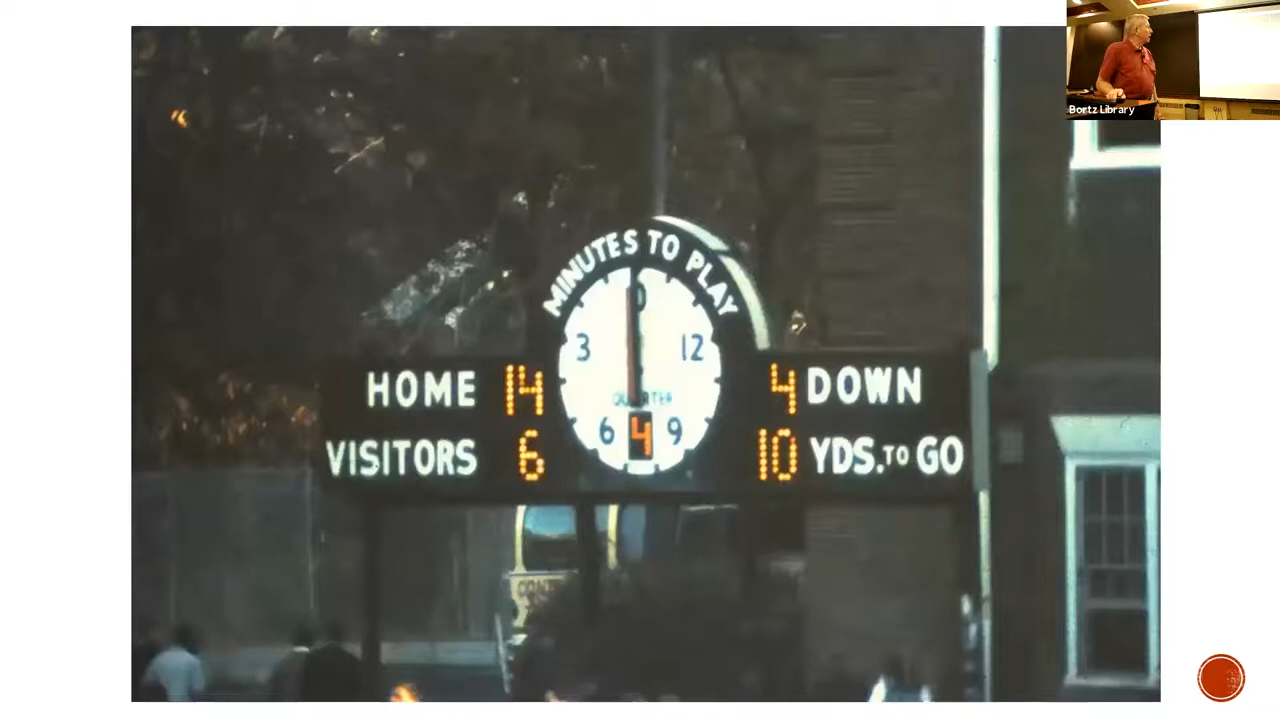 Bortz Library
MINUTES TO PLAY
0
3 12
HOME 14
4 DOWN
QUARTER
6 4 9
VISITORS 6
10 YDS. TO GO